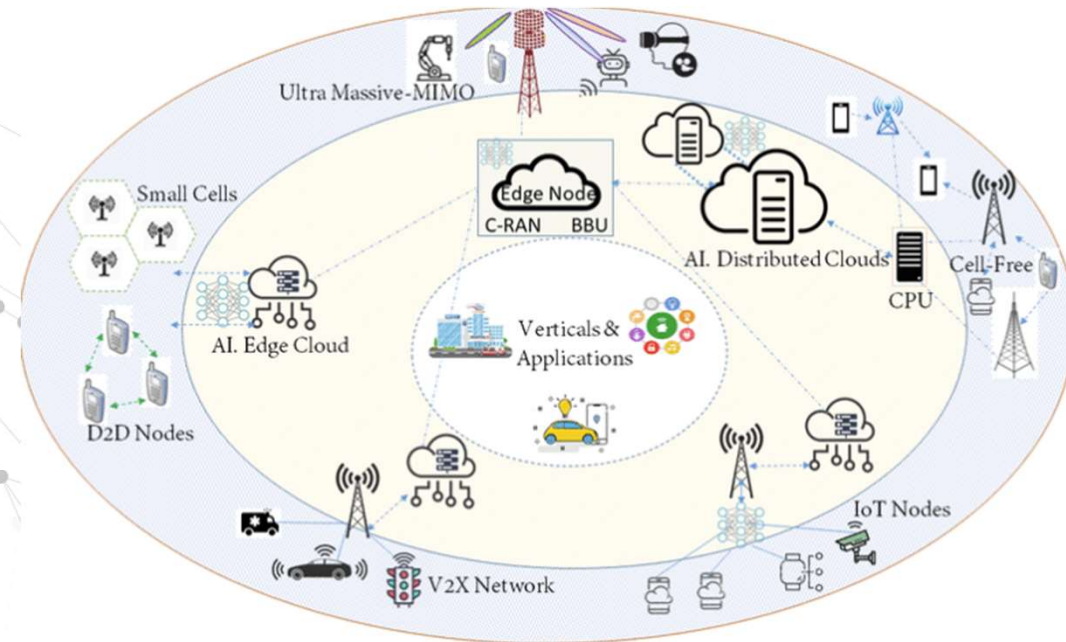 Ultra Massive-MIMO
Small Cells
Edge Node
C-RAN BBU
AI. Distributed Clouds
Cell-Free
CPU
AI. Edge Cloud
Verticals &
Applications
D2D Nodes
IoT Nodes
V2X Network